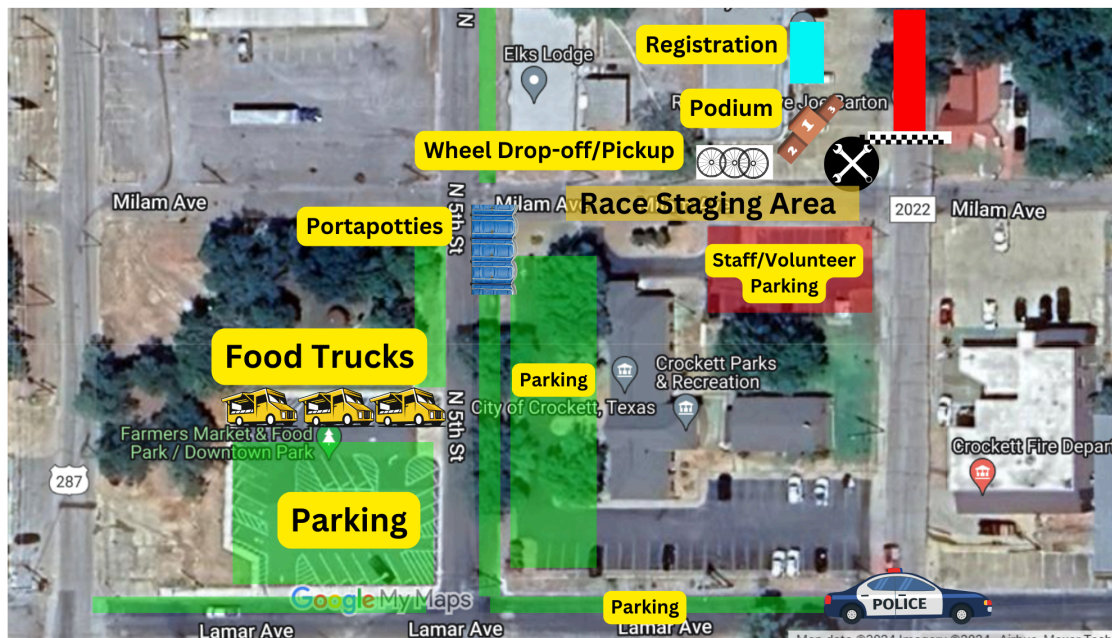 N
Elks Lodge
Registration
Joe Barton
Podium
1
2
3
Wheel Drop-off/Pickup
Milam Ave
N 5th St
Milam Ave
Race Staging Area
2022
Milam Ave
Portapotties
Staff/Volunteer
Parking
Food Trucks
Parking
Crockett Parks
& Recreation
City of Crockett, Texas
N 5th St
Farmers Market & Food
Park / Downtown Park
Crockett Fire Depar
287
Parking
Google My Maps
Parking
POLICE
Lamar Ave
Lamar Ave
Lamar Ave